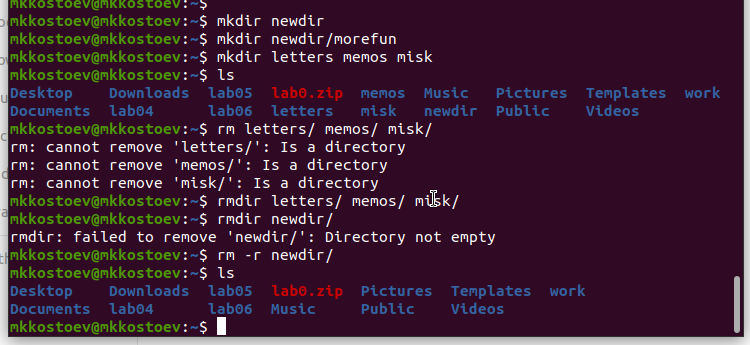 mkkostoev@mkkostoev:~$
mkkostoev@mkkostoev:~$ mkdir newdir
mkkostoev@mkkostoev:~$ mkdir newdir/morefun
mkkostoev@mkkostoev:~$ mkdir letters memos misk
mkkostoev@mkkostoev:~$ ls
Desktop    Downloads  lab05  lab0.zip  memos  Music   Pictures  Templates  work
Documents  lab04      lab06  letters   misk   newdir  Public    Videos
mkkostoev@mkkostoev:~$ rm letters/ memos/ misk/
rm: cannot remove 'letters/': Is a directory
rm: cannot remove 'memos/': Is a directory
rm: cannot remove 'misk/': Is a directory
mkkostoev@mkkostoev:~$ rmdir letters/ memos/ misk/
mkkostoev@mkkostoev:~$ rmdir newdir/
rmdir: failed to remove 'newdir/': Directory not empty
mkkostoev@mkkostoev:~$ rm -r newdir/
mkkostoev@mkkostoev:~$ ls
Desktop    Downloads  lab05  lab0.zip  Pictures  Templates  work
Documents  lab04      lab06  Music     Public    Videos
mkkostoev@mkkostoev:~$